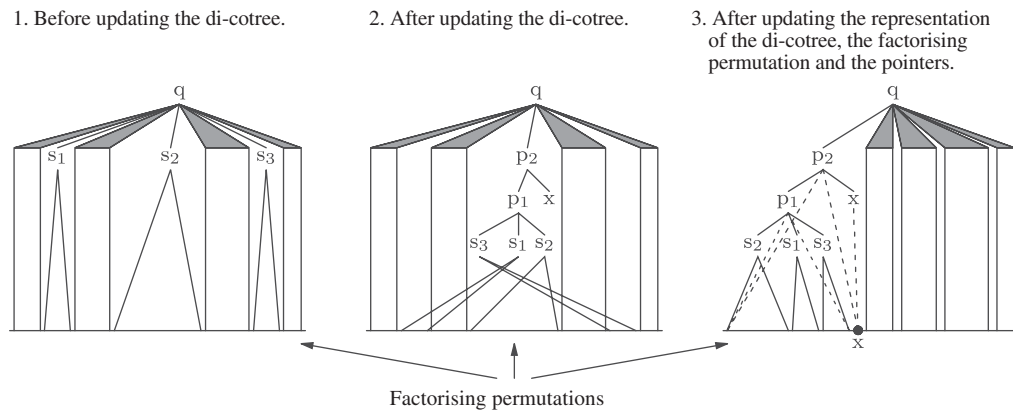 1. Before updating the di-cotree.
2. After updating the di-cotree.
3. After updating the representation
of the di-cotree, the factorising
permutation and the pointers.
q
s₁ s₂ s₃
q
p₂
p₁ x
s₃ s₁ s₂
q
p₂
p₁ x
s₂ s₁ s₃
x
Factorising permutations